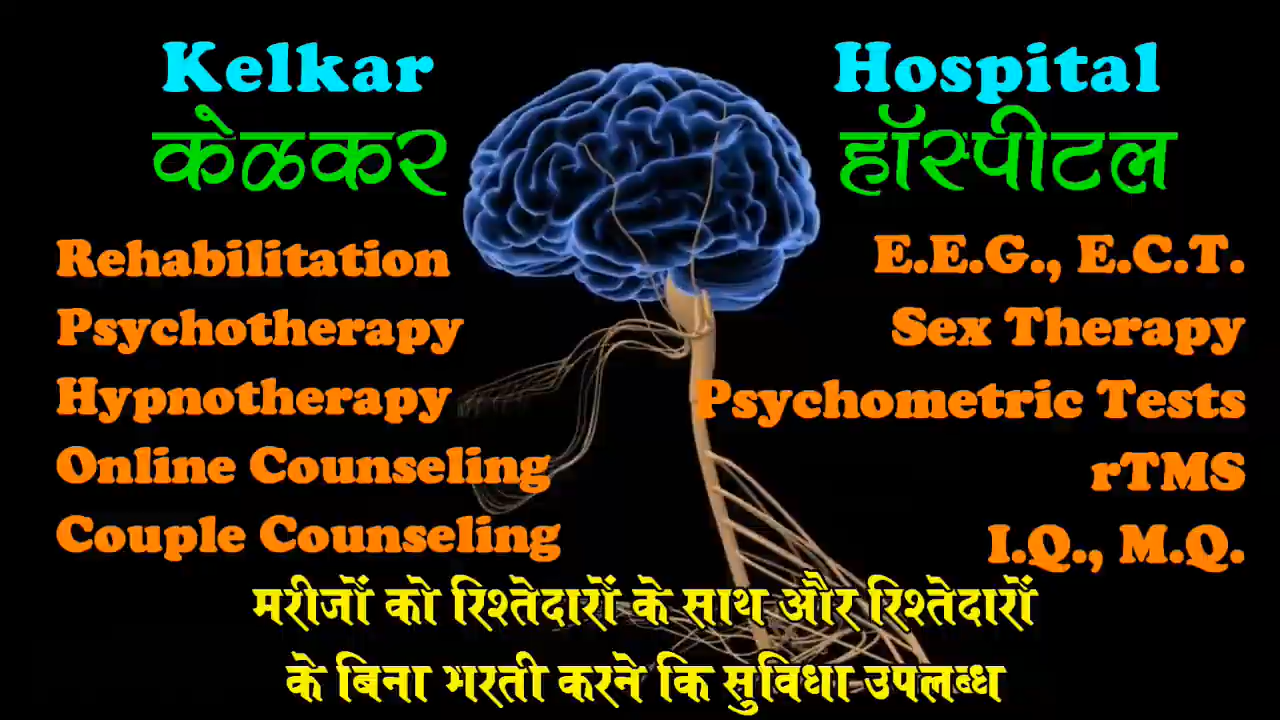 Kelkar Hospital
केळकर हॉस्पीटल
Rehabilitation
Psychotherapy
Hypnotherapy
Online Counseling
Couple Counseling
E.E.G., E.C.T.
Sex Therapy
Psychometric Tests
rTMS
I.Q., M.Q.
मरीजों को रिश्तेदारों के साथ और रिश्तेदारों
के बिना भरती करने कि सुविधा उपलब्ध